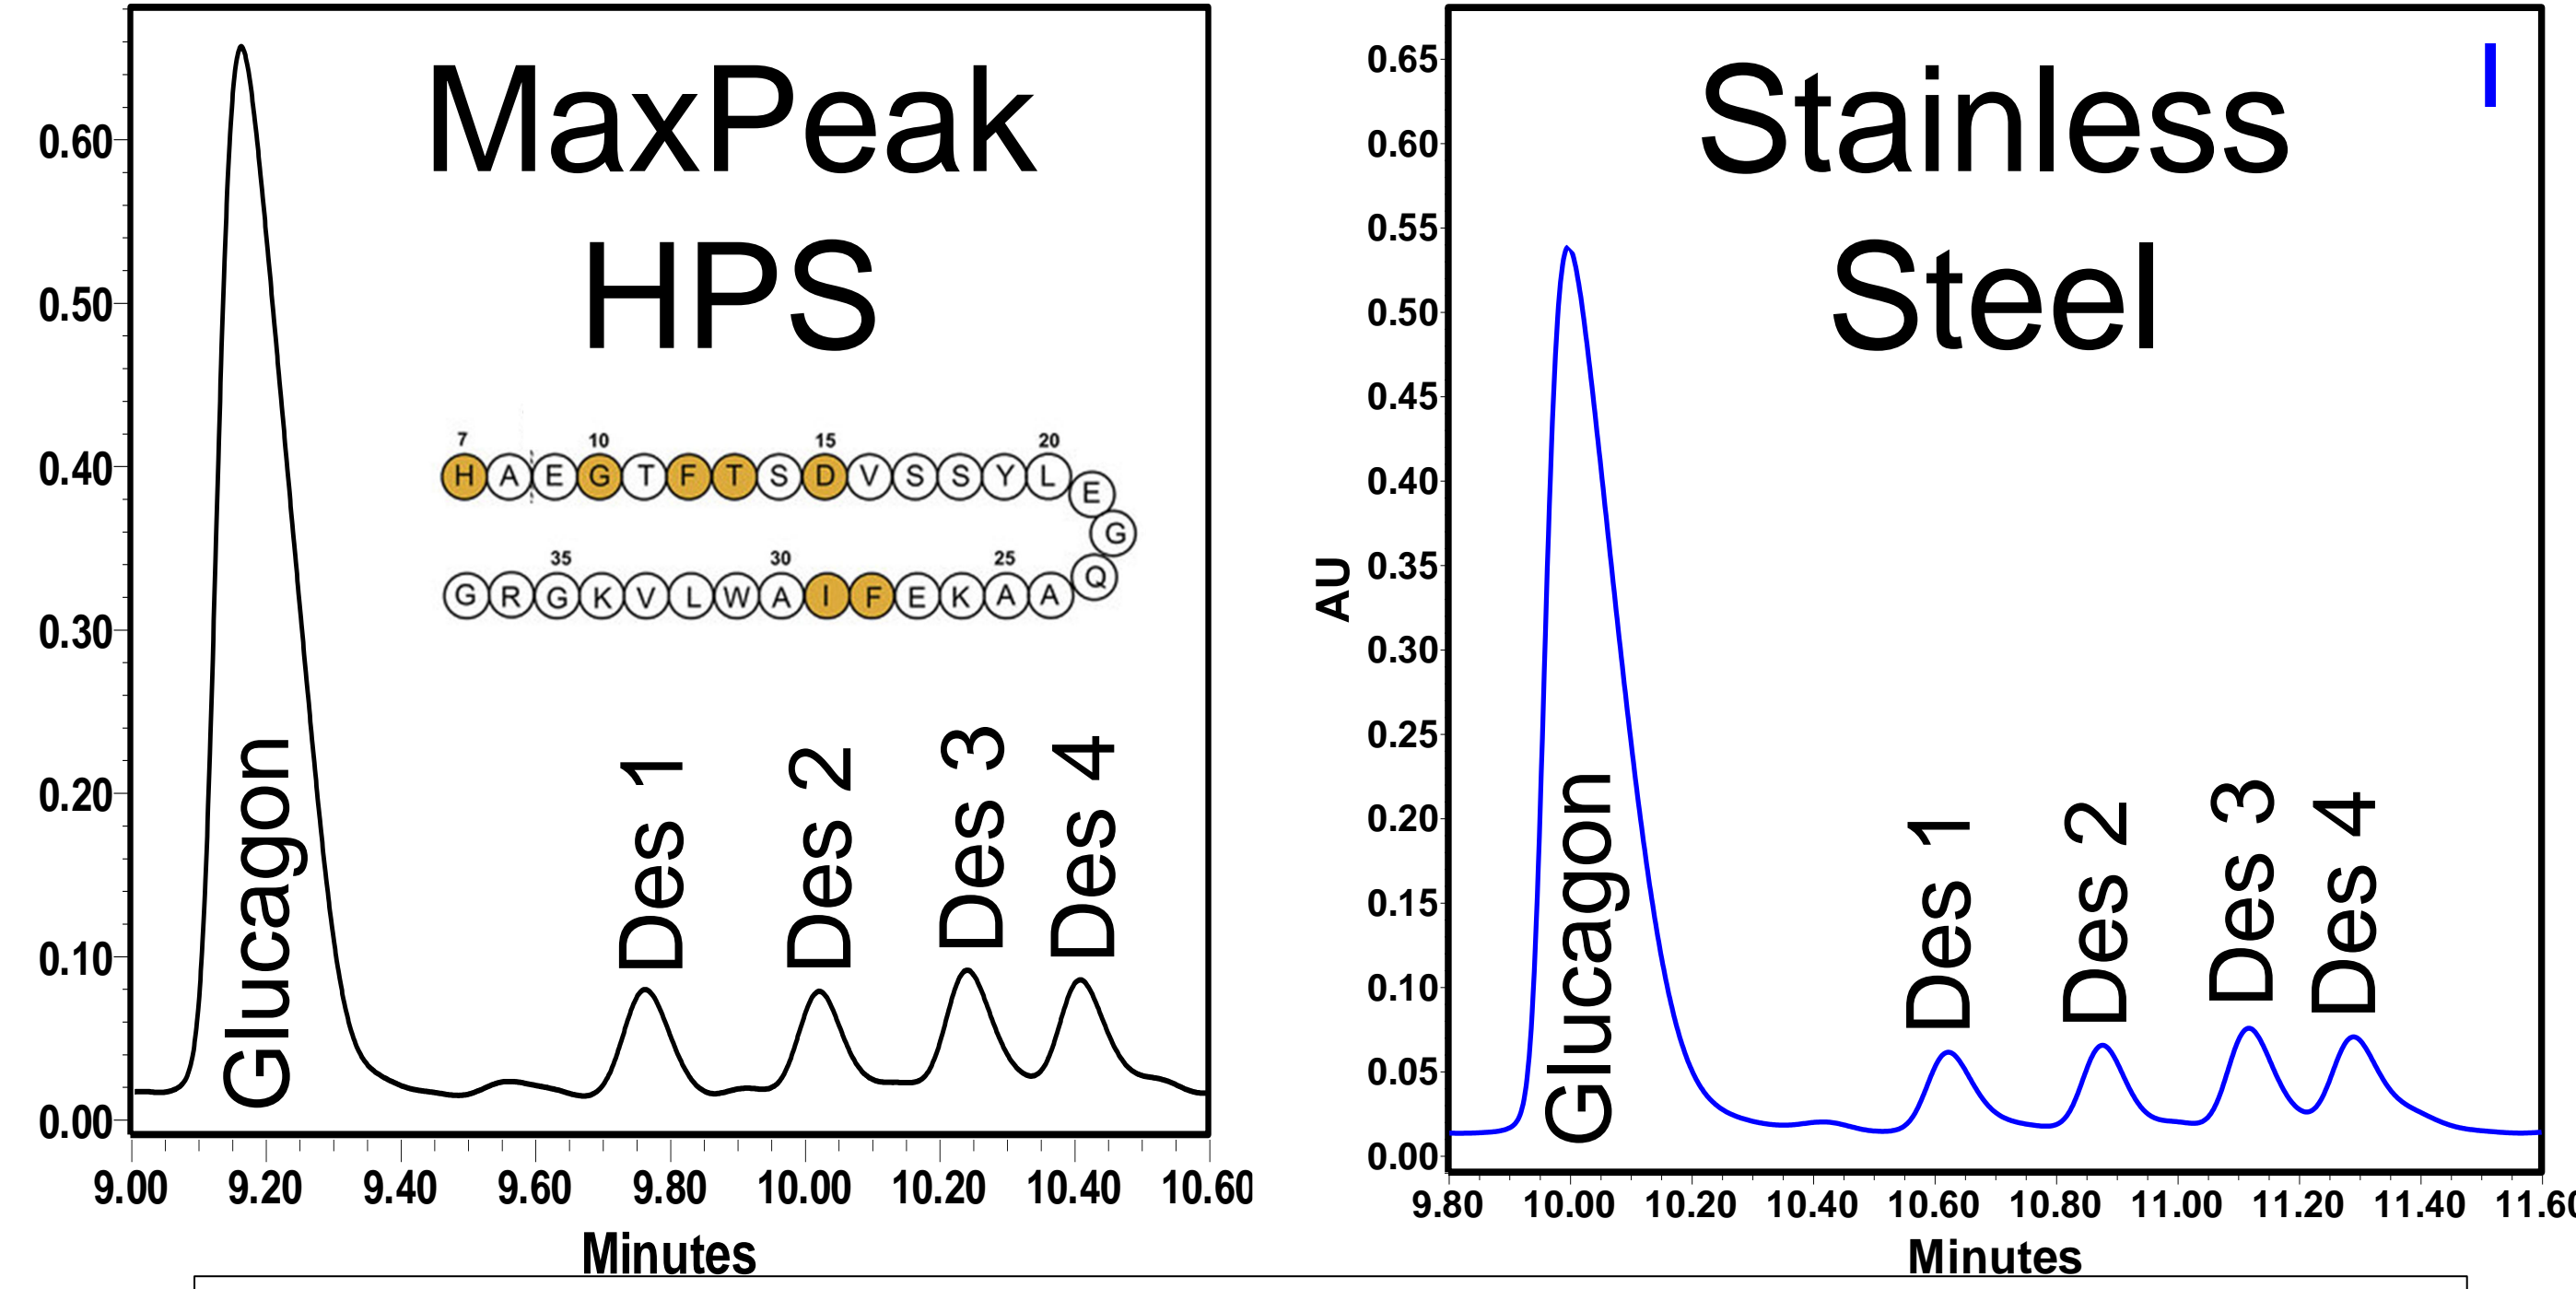 MaxPeak
HPS
0.60
0.50
0.40
0.30
0.20
0.10
0.00
7 10 15 20
H A E G T F T S D V S S Y L
E
G
Q
35 30 25
G R G K V L W A I F E K A A
Glucagon
Des 1
Des 2
Des 3
Des 4
9.00 9.20 9.40 9.60 9.80 10.00 10.20 10.40 10.60
Minutes
Stainless
Steel
AU
0.65
0.60
0.55
0.50
0.45
0.40
0.35
0.30
0.25
0.20
0.15
0.10
0.05
0.00
Glucagon
Des 1
Des 2
Des 3
Des 4
9.80 10.00 10.20 10.40 10.60 10.80 11.00 11.20 11.40 11.60
Minutes